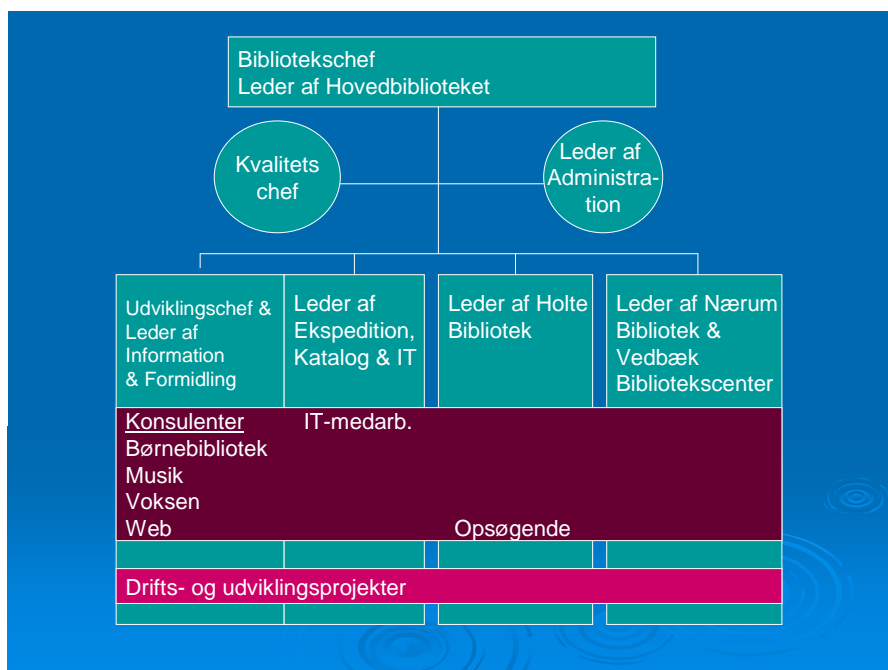 Bibliotekschef
Leder af Hovedbiblioteket
Kvalitets
chef
Leder af
Administra-
tion
Udviklingschef &
Leder af
Information
& Formidling
Leder af
Ekspedition,
Katalog & IT
Leder af Holte
Bibliotek
Leder af Nærum
Bibliotek &
Vedbæk
Bibliotekscenter
Konsulenter
IT-medarb.
Børnebibliotek
Musik
Voksen
Web
Opsøgende
Drifts- og udviklingsprojekter